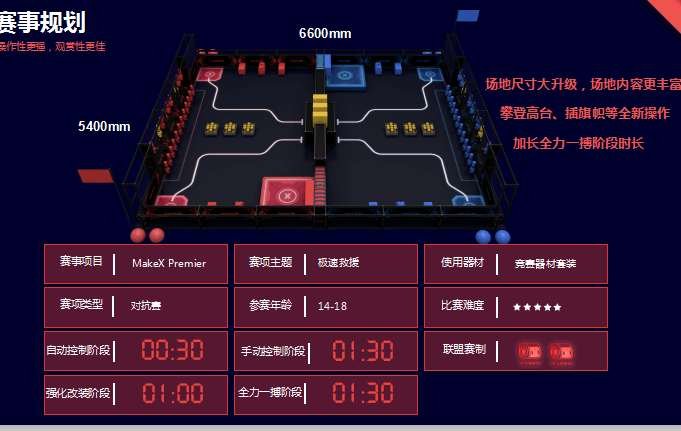 赛事规划
操作性更强，观赏性更佳
6600mm
5400mm
场地尺寸大升级，场地内容更丰富
攀登高台、插旗帜等全新操作
加长全力一搏阶段时长
赛事项目 MakeX Premier
赛项主题 极速救援
使用器材 竞赛器材套装
赛项类型 对抗赛
参赛年龄 14-18
比赛难度 ★★★★★
自动控制阶段 00:30
手动控制阶段 01:30
联盟赛制
强化改装阶段 01:00
全力一搏阶段 01:30